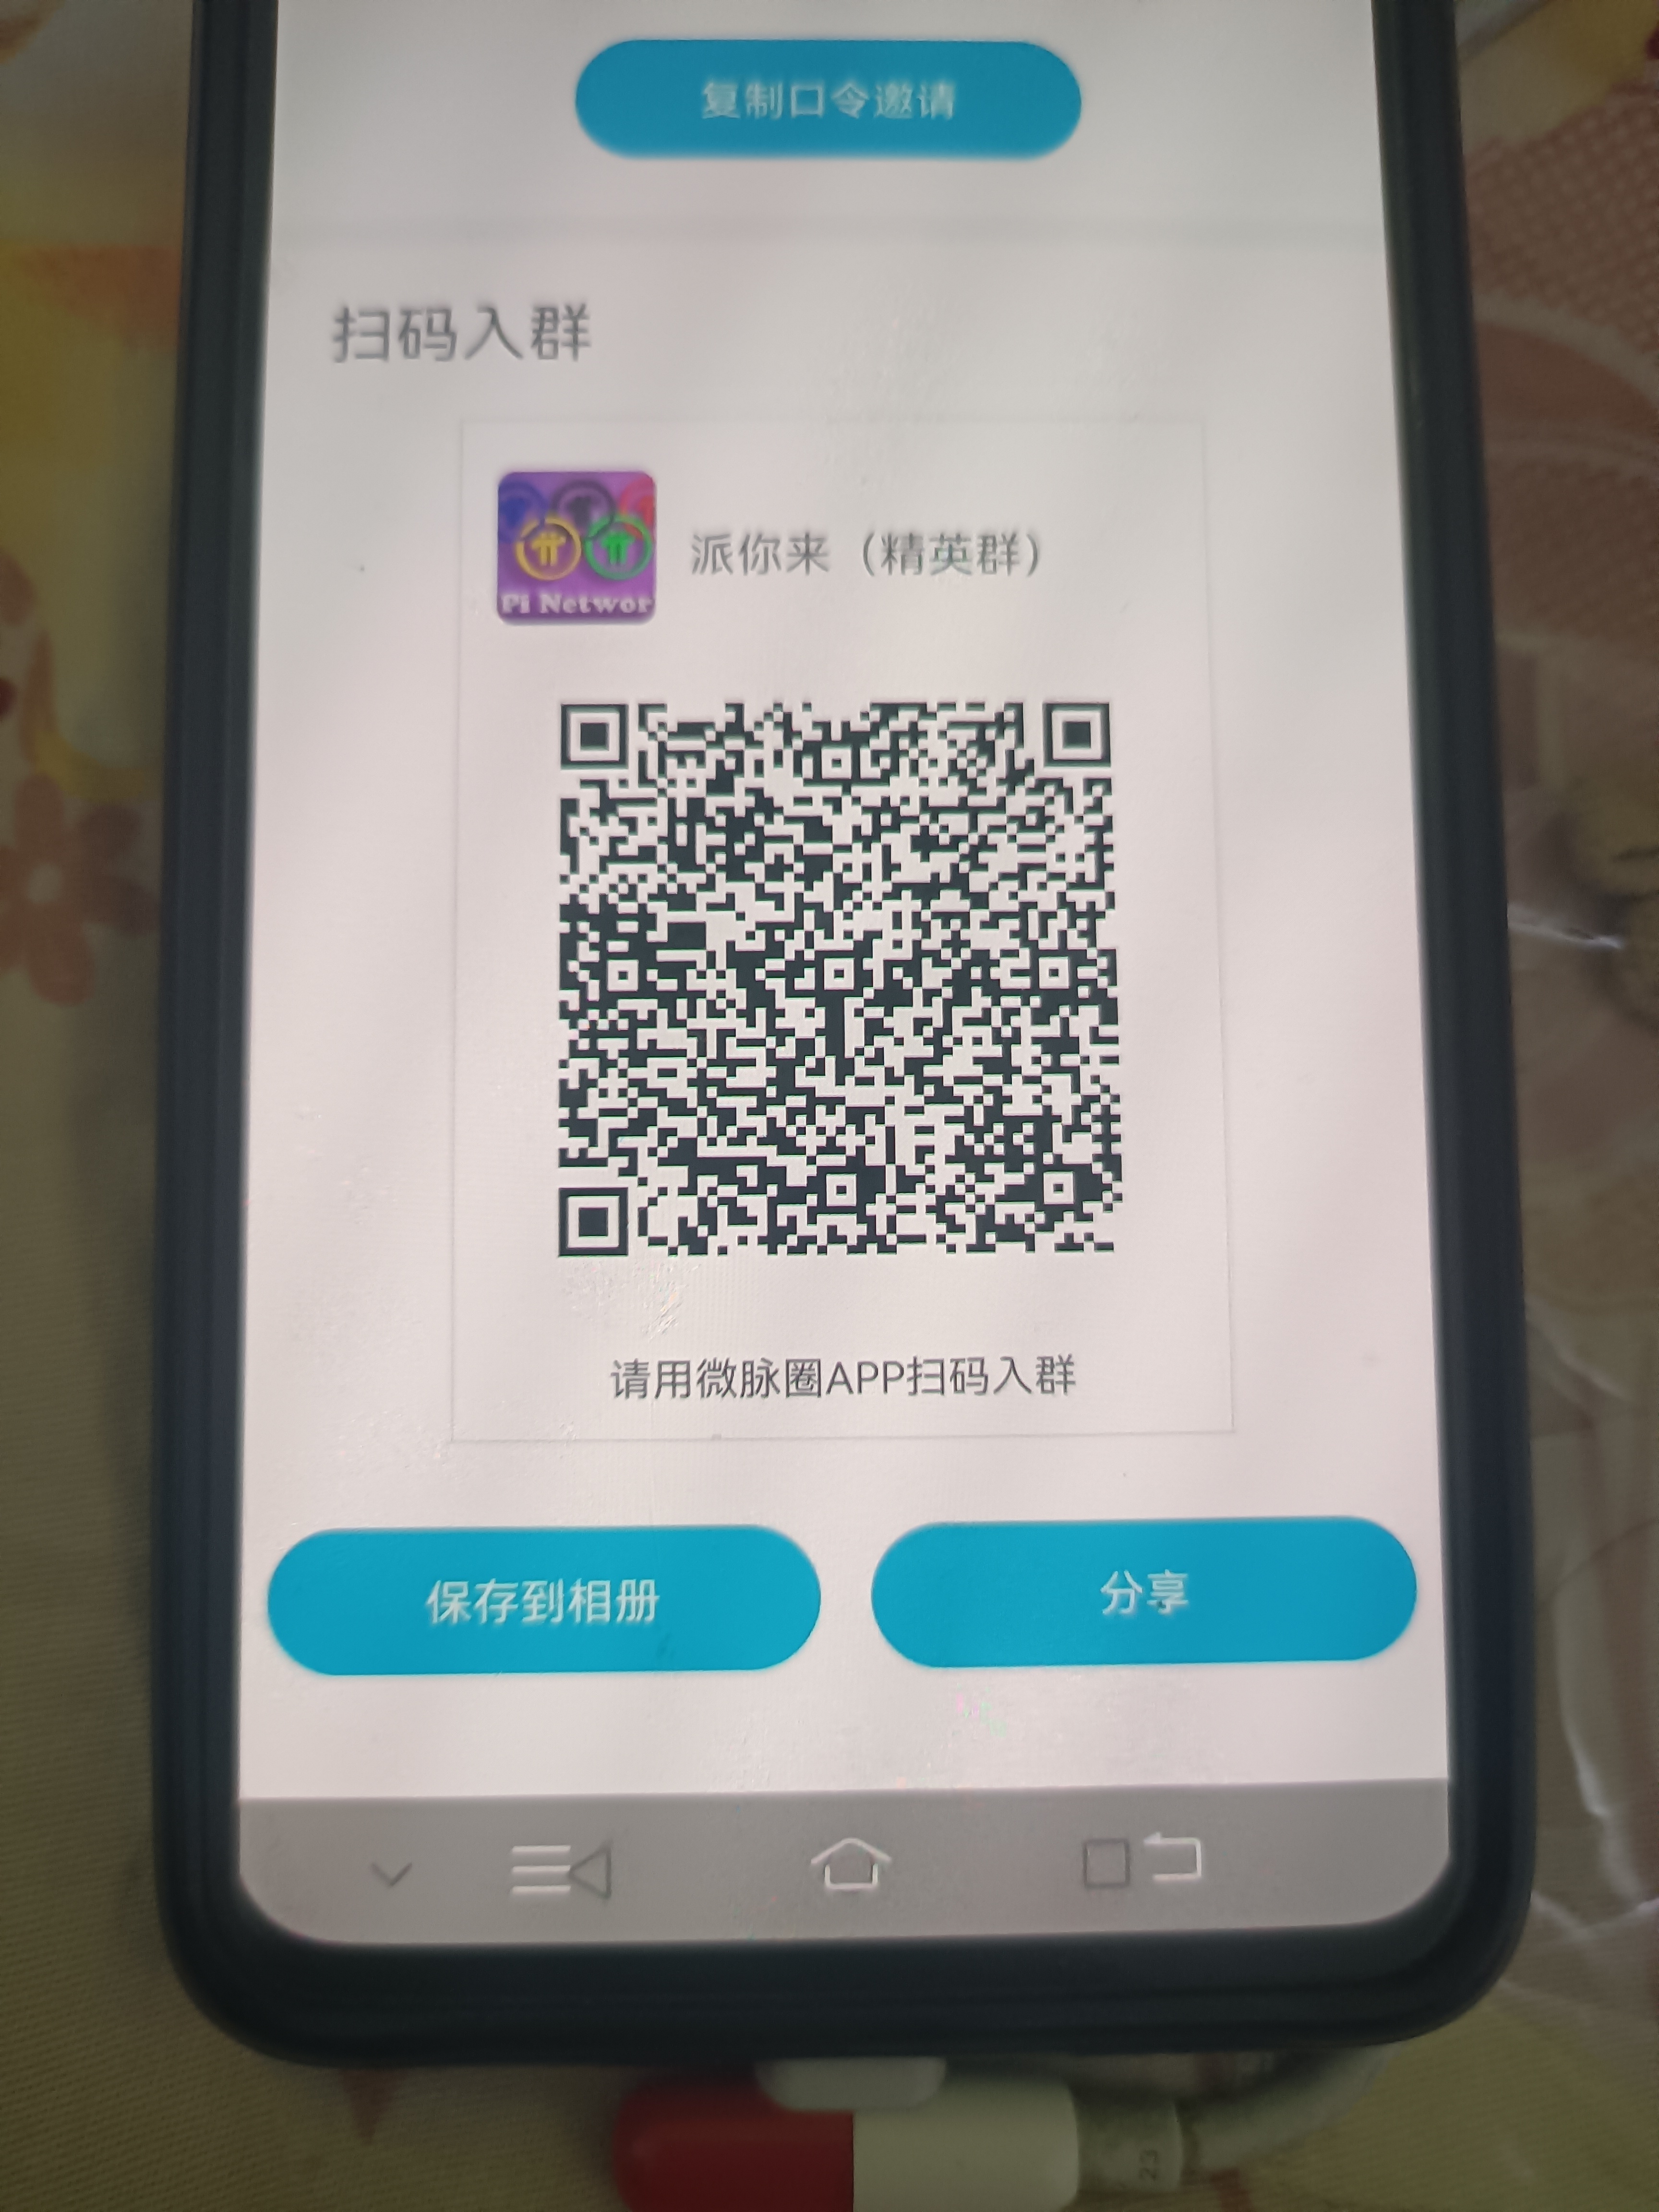 复制口令邀请
扫码入群
Pi Networ
派你来（精英群）
请用微脉圈APP扫码入群
保存到相册
分享
23